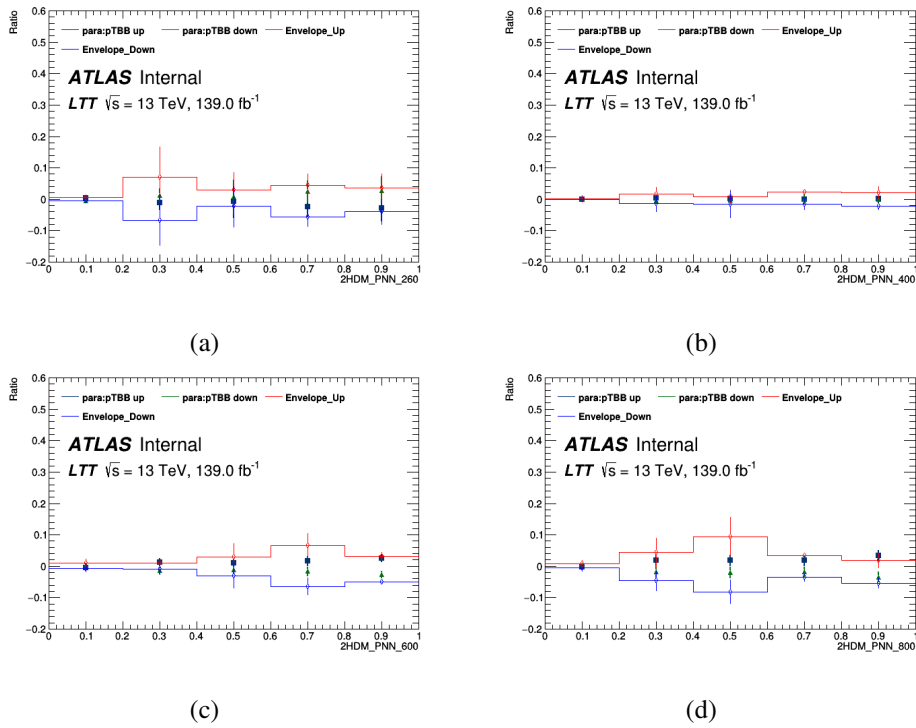 Ratio
0.6
0.5
0.4
0.3
0.2
0.1
0
−0.1
−0.2
para:pTBB up para:pTBB down Envelope_Up
Envelope_Down
ATLAS Internal
LTT √s = 13 TeV, 139.0 fb⁻¹
0 0.1 0.2 0.3 0.4 0.5 0.6 0.7 0.8 0.9 1
2HDM_PNN_260
(a)
Ratio
0.6
0.5
0.4
0.3
0.2
0.1
0
−0.1
−0.2
para:pTBB up para:pTBB down Envelope_Up
Envelope_Down
ATLAS Internal
LTT √s = 13 TeV, 139.0 fb⁻¹
0 0.1 0.2 0.3 0.4 0.5 0.6 0.7 0.8 0.9 1
2HDM_PNN_400
(b)
Ratio
0.6
0.5
0.4
0.3
0.2
0.1
0
−0.1
−0.2
para:pTBB up para:pTBB down Envelope_Up
Envelope_Down
ATLAS Internal
LTT √s = 13 TeV, 139.0 fb⁻¹
0 0.1 0.2 0.3 0.4 0.5 0.6 0.7 0.8 0.9 1
2HDM_PNN_600
(c)
Ratio
0.6
0.5
0.4
0.3
0.2
0.1
0
−0.1
−0.2
para:pTBB up para:pTBB down Envelope_Up
Envelope_Down
ATLAS Internal
LTT √s = 13 TeV, 139.0 fb⁻¹
0 0.1 0.2 0.3 0.4 0.5 0.6 0.7 0.8 0.9 1
2HDM_PNN_800
(d)